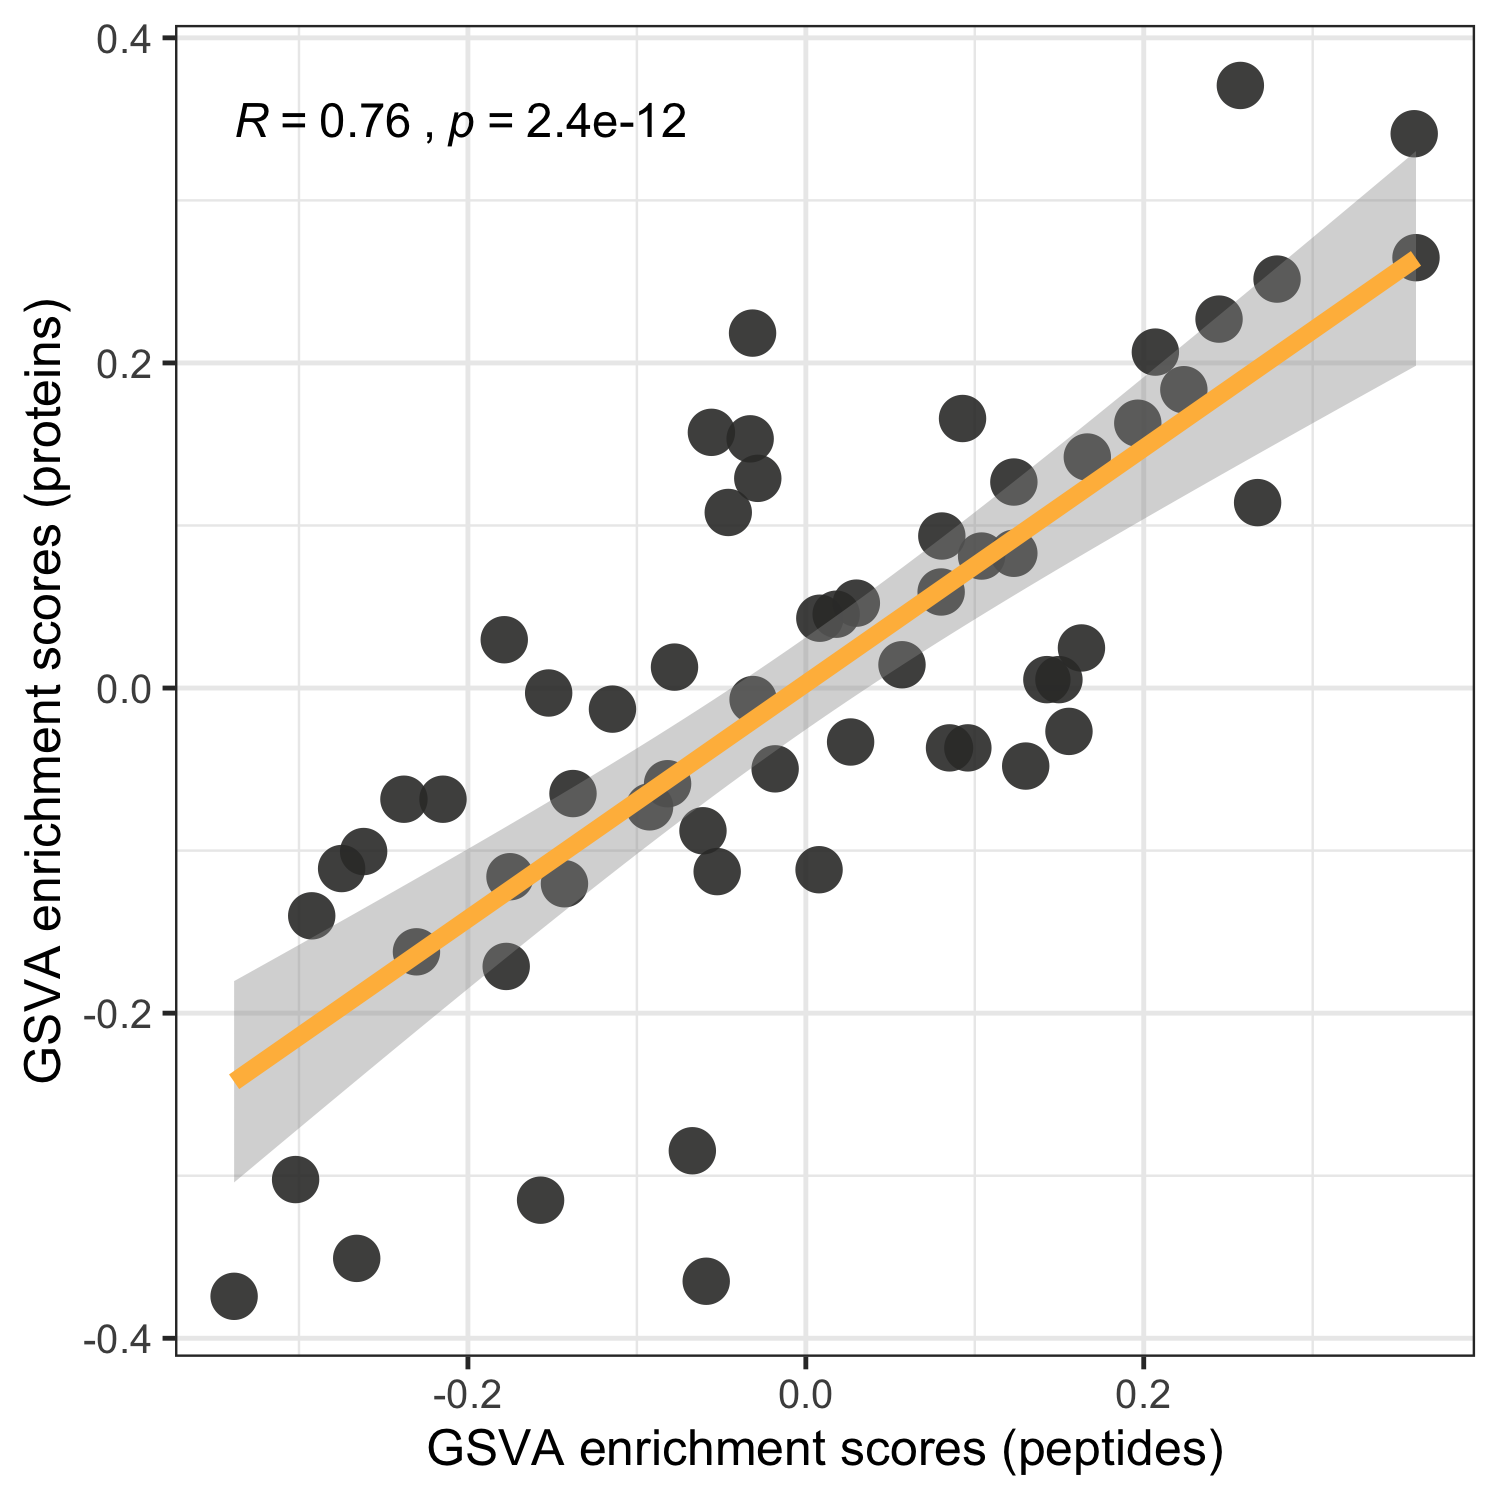 R = 0.76 , p = 2.4e-12
0.4
0.2
0.0
-0.2
-0.4
GSVA enrichment scores (proteins)
-0.2 0.0 0.2
GSVA enrichment scores (peptides)